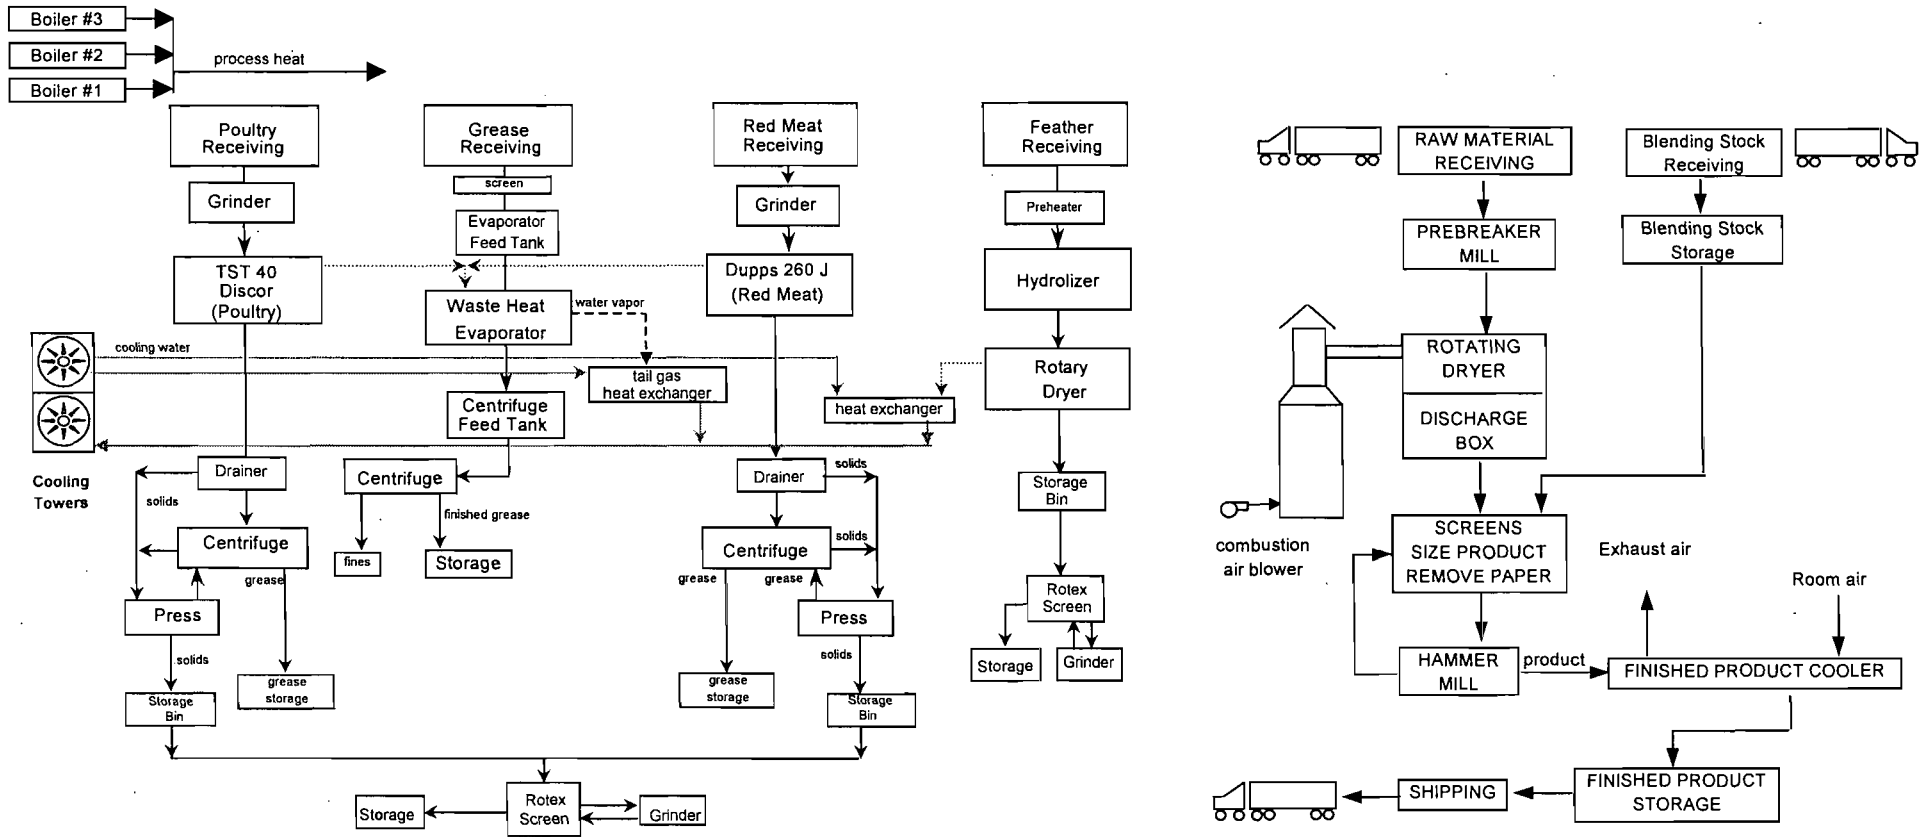 Boiler #3
Boiler #2
Boiler #1
process heat
Poultry
Receiving
Grinder
TST 40
Discor
(Poultry)
Grease
Receiving
screen
Evaporator
Feed Tank
Waste Heat
Evaporator
water vapor
Red Meat
Receiving
Grinder
Dupps 260 J
(Red Meat)
Feather
Receiving
Preheater
Hydrolizer
Rotary
Dryer
cooling water
tail gas
heat exchanger
heat exchanger
Centrifuge
Feed Tank
Cooling
Towers
Drainer
solids
Centrifuge
grease
Press
solids
grease
storage
Storage
Bin
Centrifuge
finished grease
fines
Storage
Drainer
solids
Centrifuge
solids
grease
grease
Press
solids
grease
storage
Storage
Bin
Storage
Bin
Rotex
Screen
Storage
Grinder
Storage
Rotex
Screen
Grinder
RAW MATERIAL
RECEIVING
Blending Stock
Receiving
PREBREAKER
MILL
Blending Stock
Storage
ROTATING
DRYER
DISCHARGE
BOX
combustion
air blower
SCREENS
SIZE PRODUCT
REMOVE PAPER
Exhaust air
Room air
HAMMER
MILL
product
FINISHED PRODUCT COOLER
FINISHED PRODUCT
STORAGE
SHIPPING